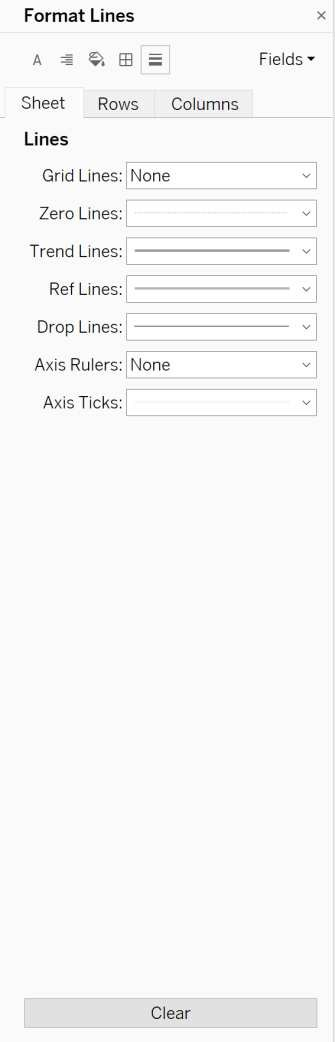 Format Lines
A
Fields
Sheet Rows Columns
Lines
Grid Lines: None
Zero Lines:
Trend Lines:
Ref Lines:
Drop Lines:
Axis Rulers: None
Axis Ticks:
Clear